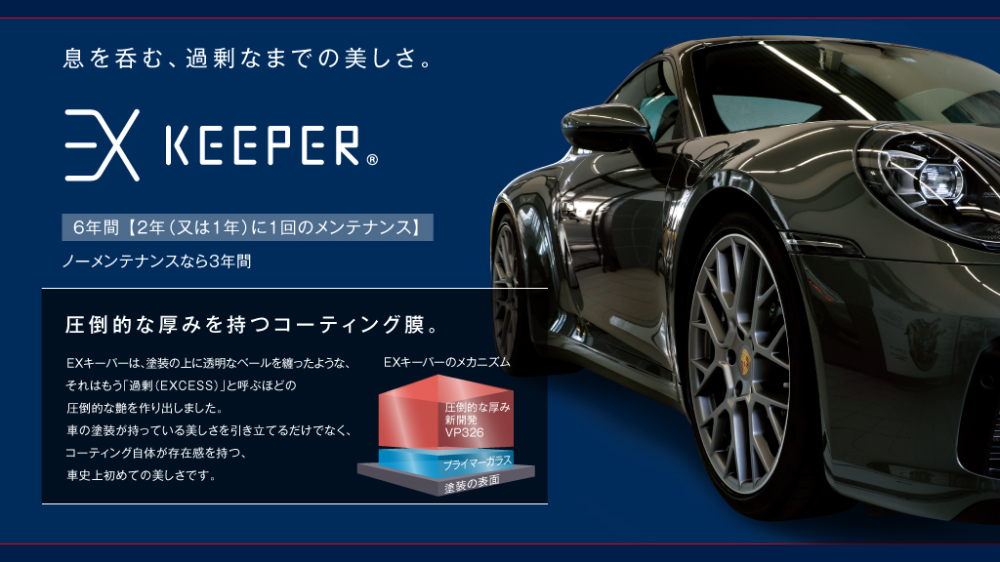 息を呑む、過剰なまでの美しさ。
EX KEEPER®
6年間【2年(又は1年)に1回のメンテナンス】
ノーメンテナンスなら3年間
圧倒的な厚みを持つコーティング膜。
EXキーパーは、塗装の上に透明なベールを纏ったような、
それはもう「過剰(EXCESS)」と呼ぶほどの
圧倒的な艶を作り出しました。
車の塗装が持っている美しさを引き立てるだけでなく、
コーティング自体が存在感を持つ、
車史上初めての美しさです。
EXキーパーのメカニズム
圧倒的な厚み
新開発
VP326
プライマーガラス
塗装の表面